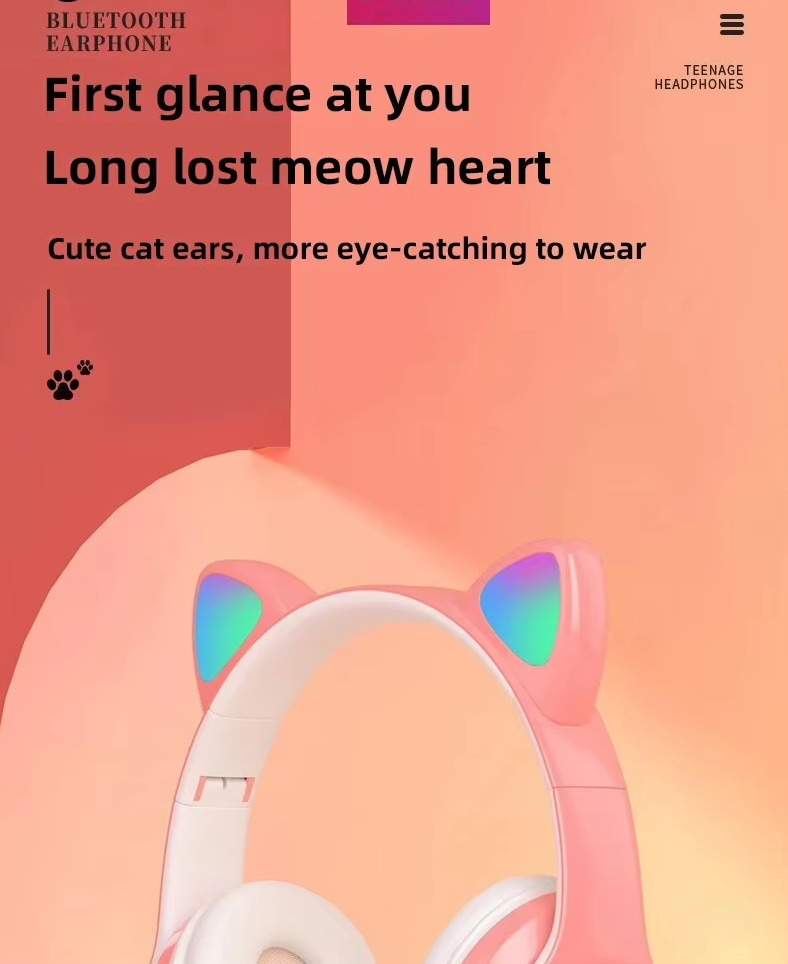 BLUETOOTH
EARPHONE
TEENAGE
HEADPHONES
First glance at you
Long lost meow heart
Cute cat ears, more eye-catching to wear